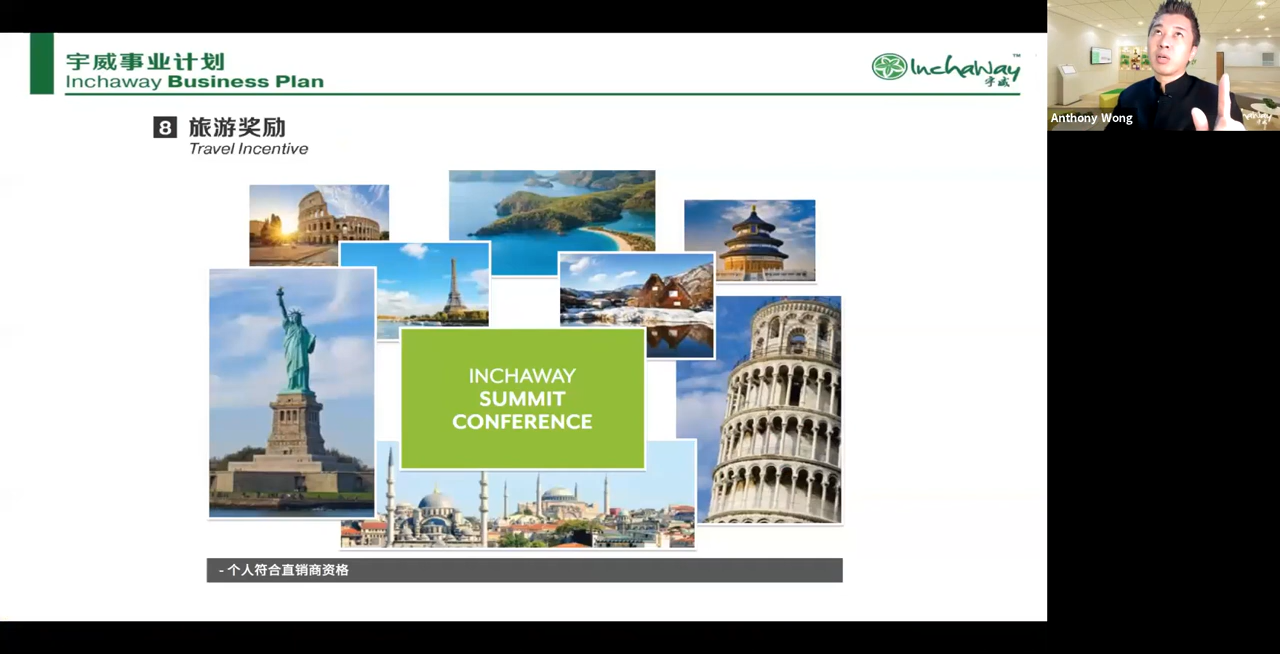 宇威事业计划
Inchaway Business Plan
Inchaway™
宇威
Anthony Wong
8 旅游奖励
Travel Incentive
INCHAWAY
SUMMIT
CONFERENCE
- 个人符合直销商资格